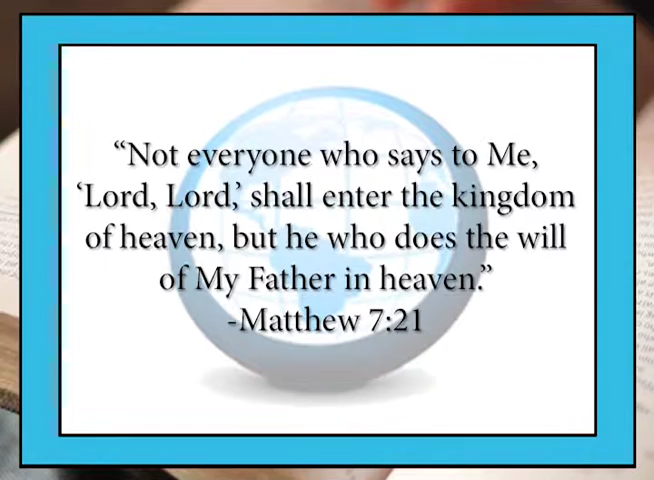 “Not everyone who says to Me,
‘Lord, Lord,’ shall enter the kingdom
of heaven, but he who does the will
of My Father in heaven.”
-Matthew 7:21